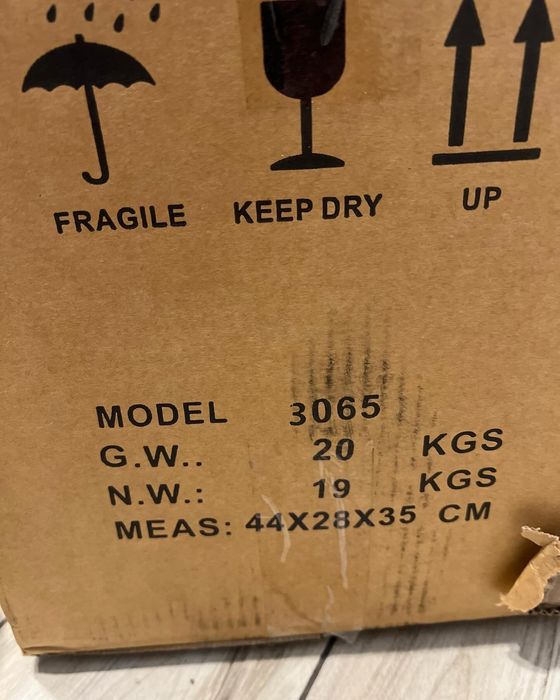 FRAGILE KEEP DRY UP
MODEL 3065
G.W.. 20 KGS
N.W.: 19 KGS
MEAS: 44X28X35 CM